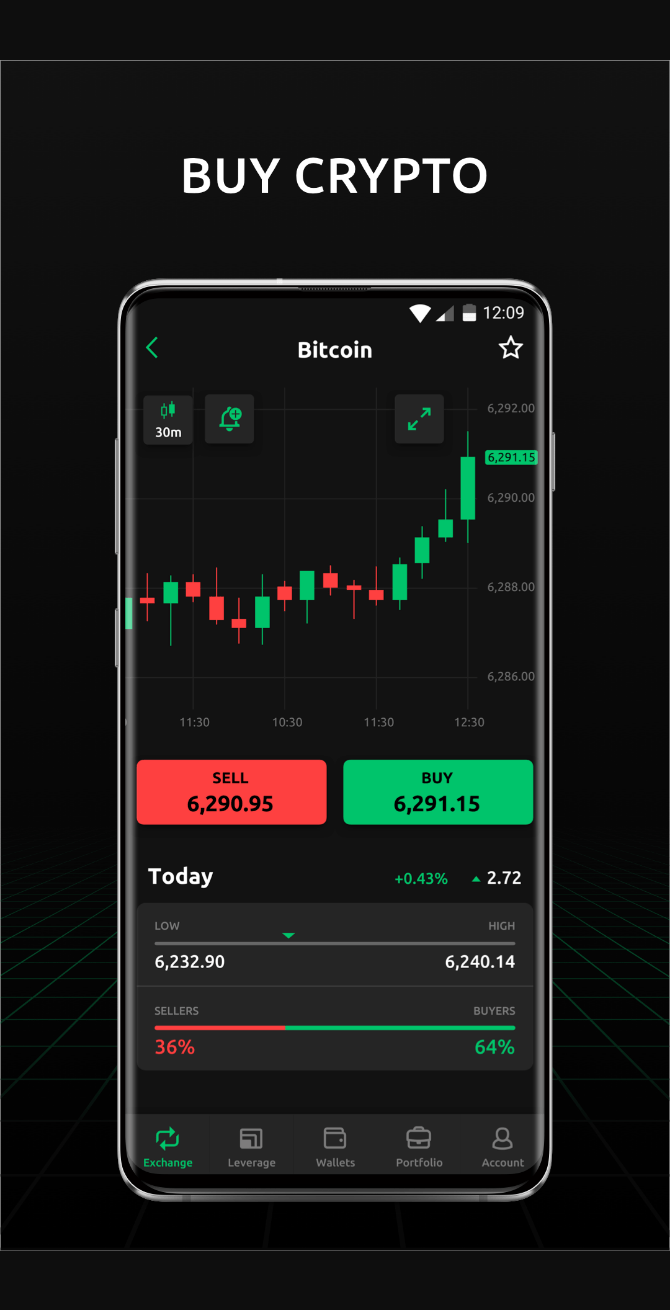 BUY CRYPTO
12:09
Bitcoin
30m
6,292.00
6,291.15
6,290.00
6,288.00
6,286.00
11:30 10:30 11:30 12:30
SELL BUY
6,290.95 6,291.15
Today +0.43% 2.72
LOW HIGH
6,232.90 6,240.14
SELLERS BUYERS
36% 64%
Exchange Leverage Wallets Portfolio Account